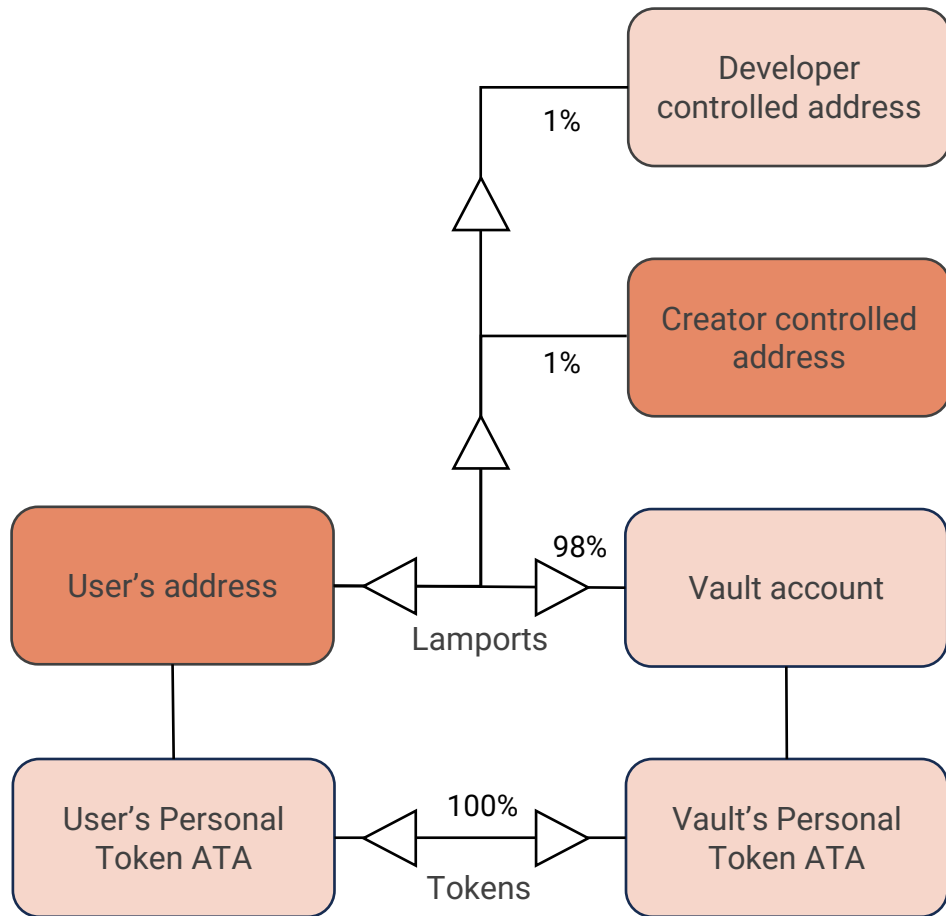 Developer
controlled address
1%
Creator controlled
address
1%
98%
User's address
Vault account
Lamports
User’s Personal
Token ATA
100%
Vault’s Personal
Token ATA
Tokens